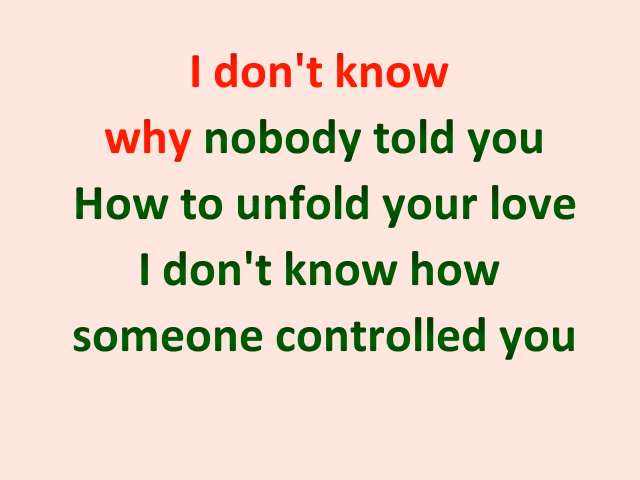 I don't know
why nobody told you
How to unfold your love
I don't know how
someone controlled you